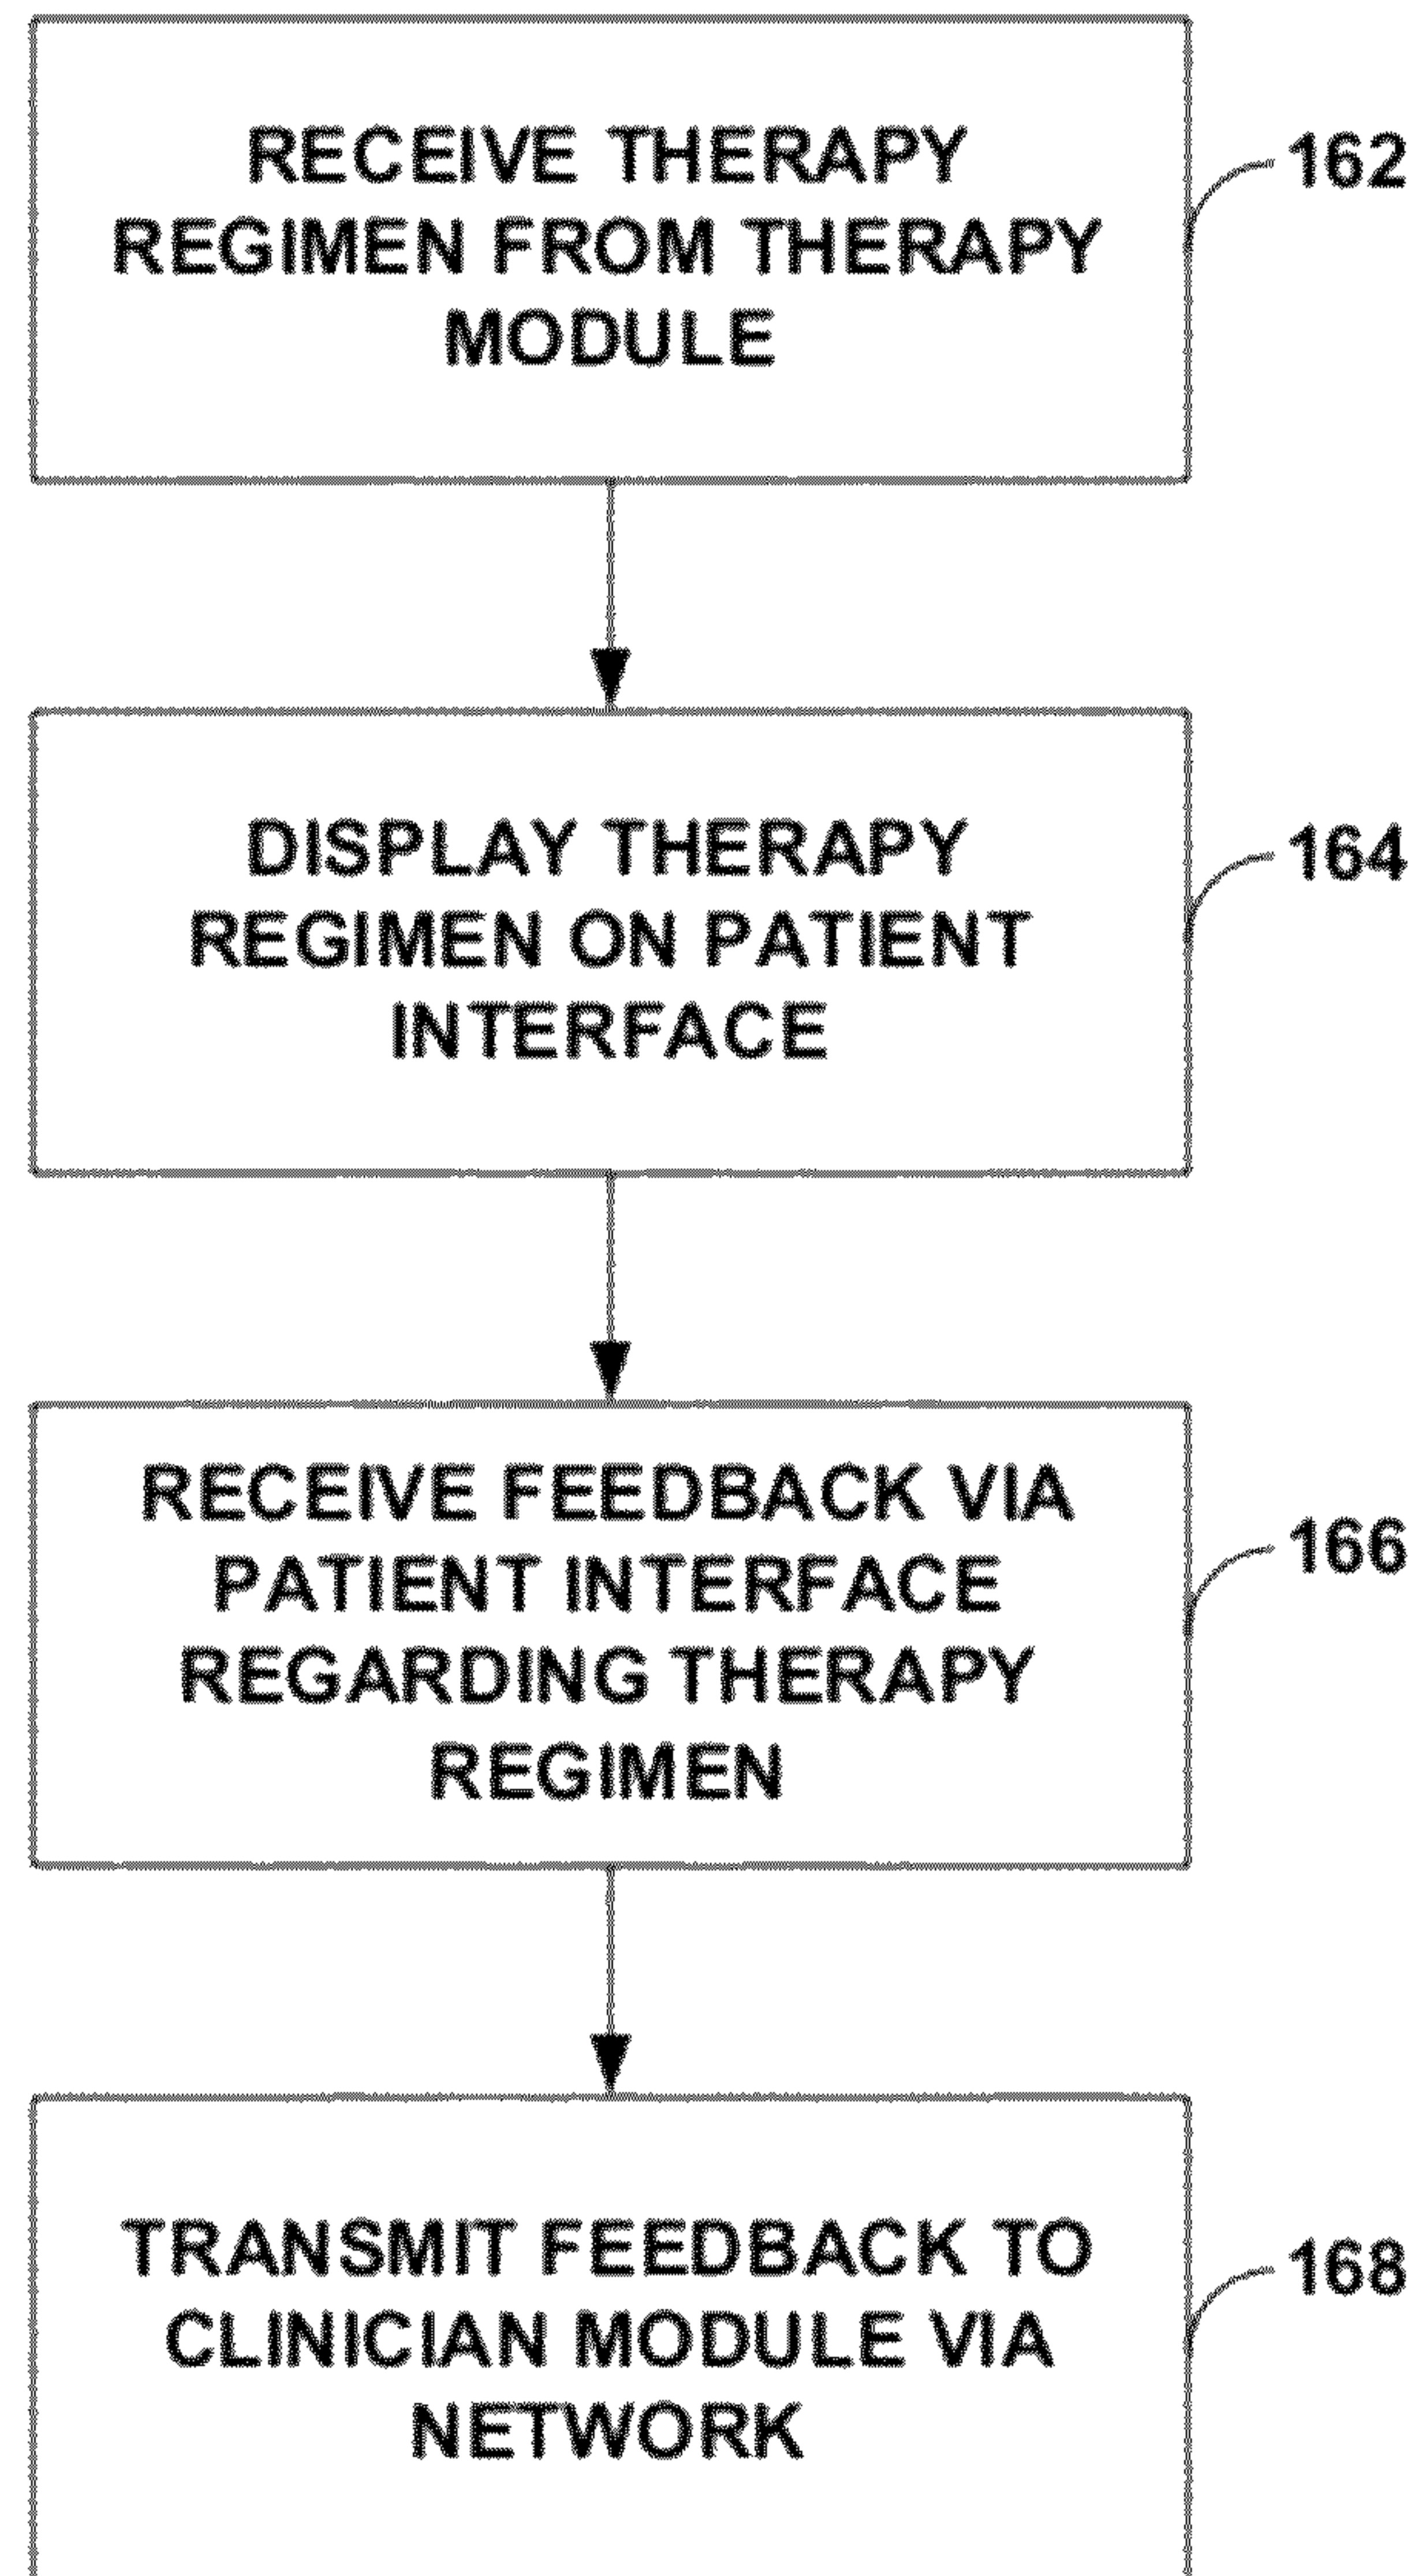 RECEIVE THERAPY
REGIMEN FROM THERAPY
MODULE
162
DISPLAY THERAPY
REGIMEN ON PATIENT
INTERFACE
164
RECEIVE FEEDBACK VIA
PATIENT INTERFACE
REGARDING THERAPY
REGIMEN
166
TRANSMIT FEEDBACK TO
CLINICIAN MODULE VIA
NETWORK
168